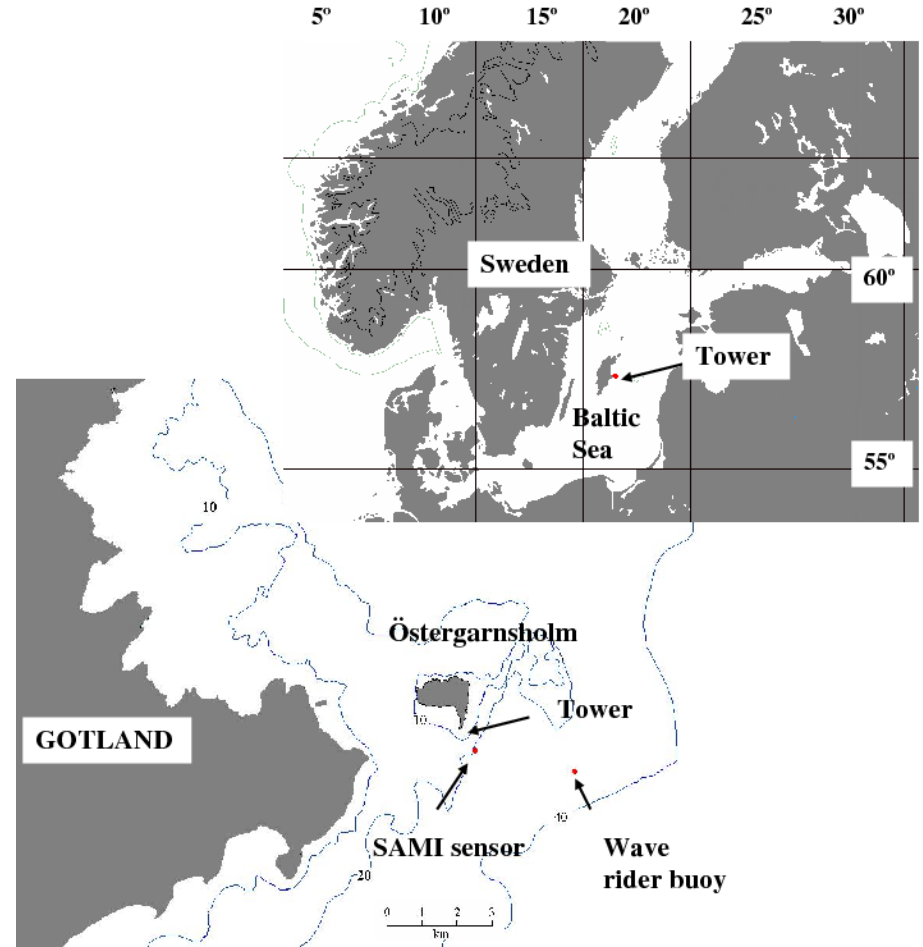 5º 10º 15º 20º 25º 30º
Sweden
60º
Tower
Baltic
Sea
55º
10
Östergarnsholm
10
Tower
GOTLAND
40
SAMI sensor
Wave
rider buoy
20
0 1 2 3
km